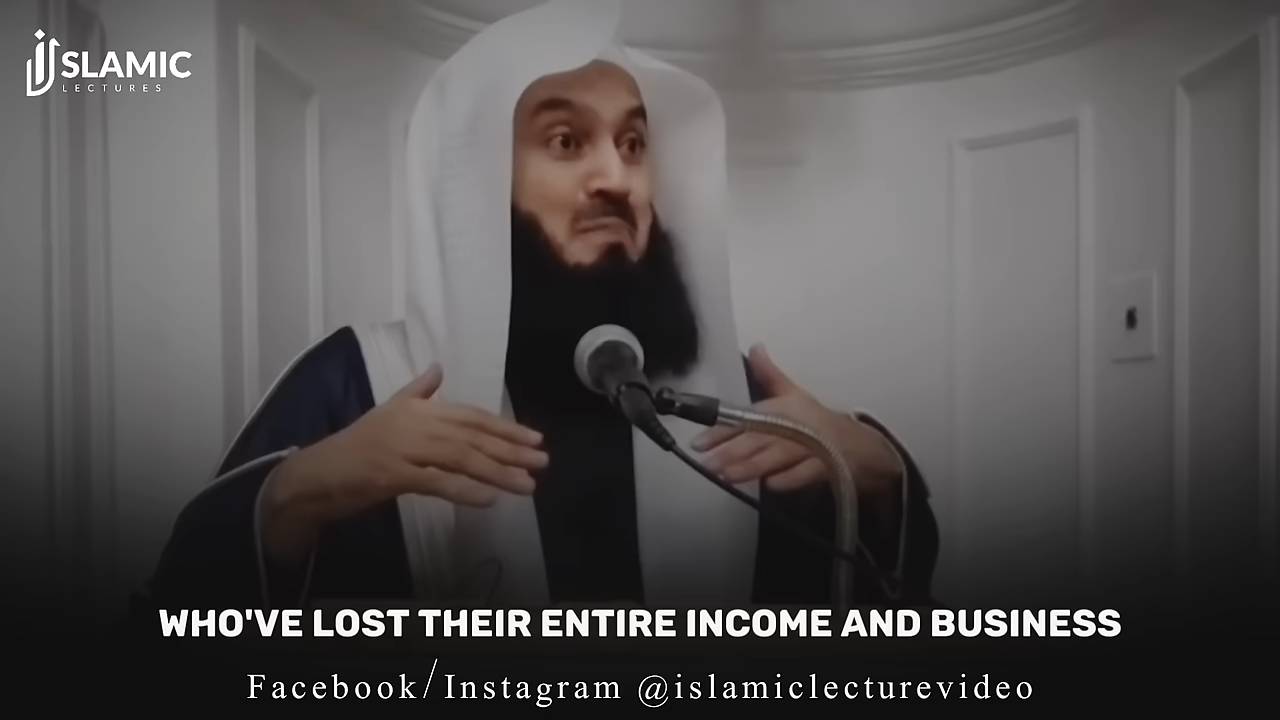 ISLAMIC
LECTURES
WHO'VE LOST THEIR ENTIRE INCOME AND BUSINESS
Facebook/Instagram @islamiclecturevideo